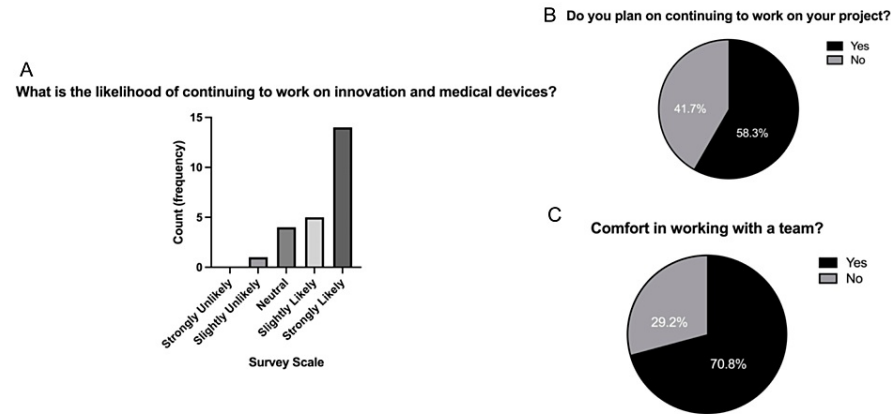 A
What is the likelihood of continuing to work on innovation and medical devices?
15
10
5
0
Count (frequency)
Strongly Unlikely
Slightly Unlikely
Neutral
Slightly Likely
Strongly Likely
Survey Scale
B
Do you plan on continuing to work on your project?
Yes
No
41.7%
58.3%
C
Comfort in working with a team?
Yes
No
29.2%
70.8%